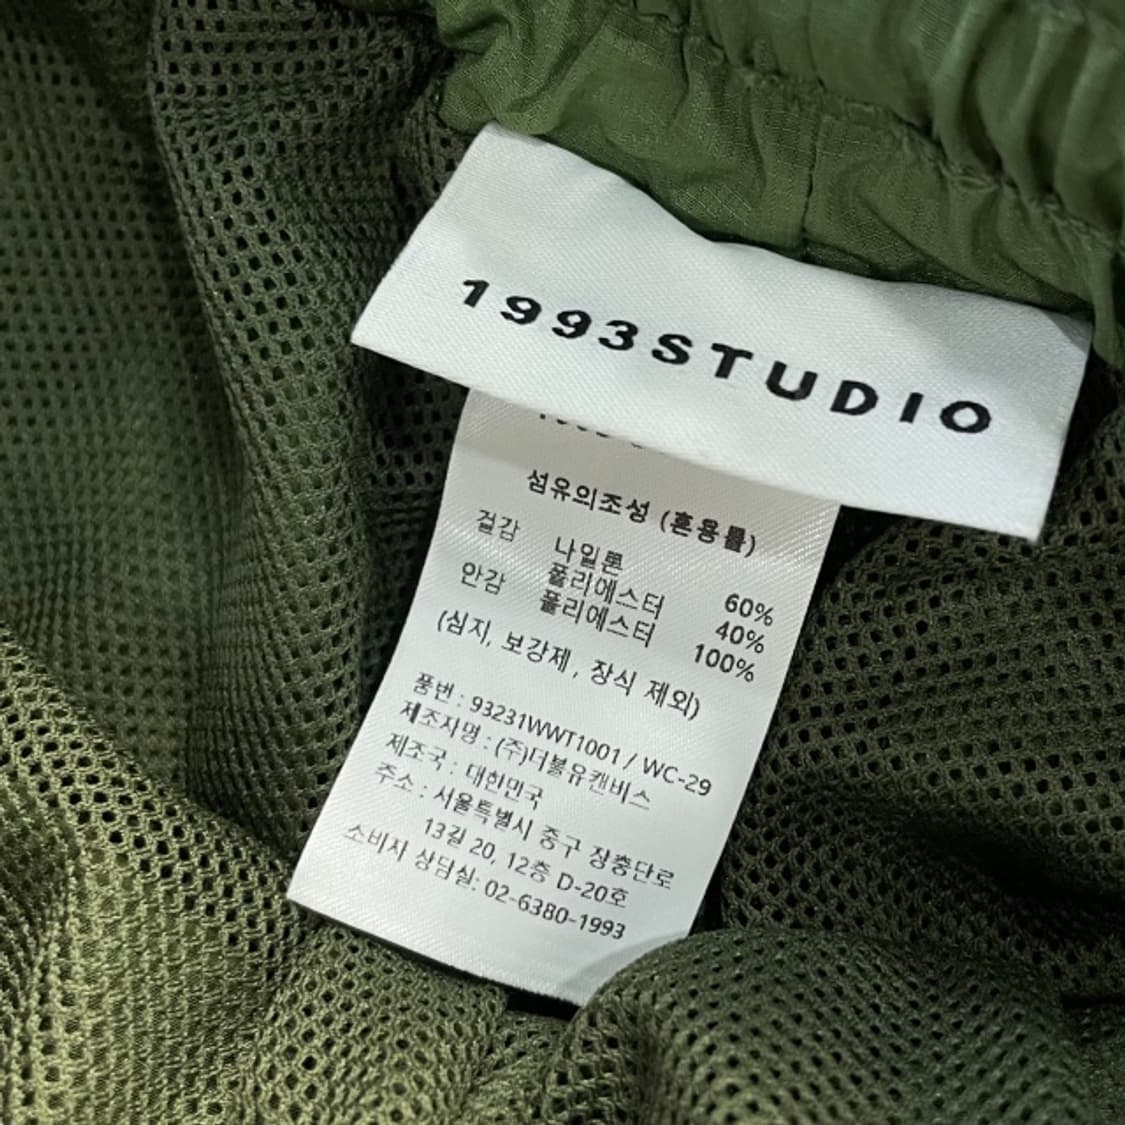 1993STUDIO
섬유의조성 (혼용률)
겉감 나일론 60%
폴리에스터 40%
안감 폴리에스터 100%
(심지, 보강제, 장식 제외)
품번 : 93231WWT1001 / WC-29
제조자명 : (주)더블유캔버스
제조국 : 대한민국
주소 : 서울특별시 중구 장충단로
13길 20, 12층 D-20호
소비자 상담실: 02-6380-1993